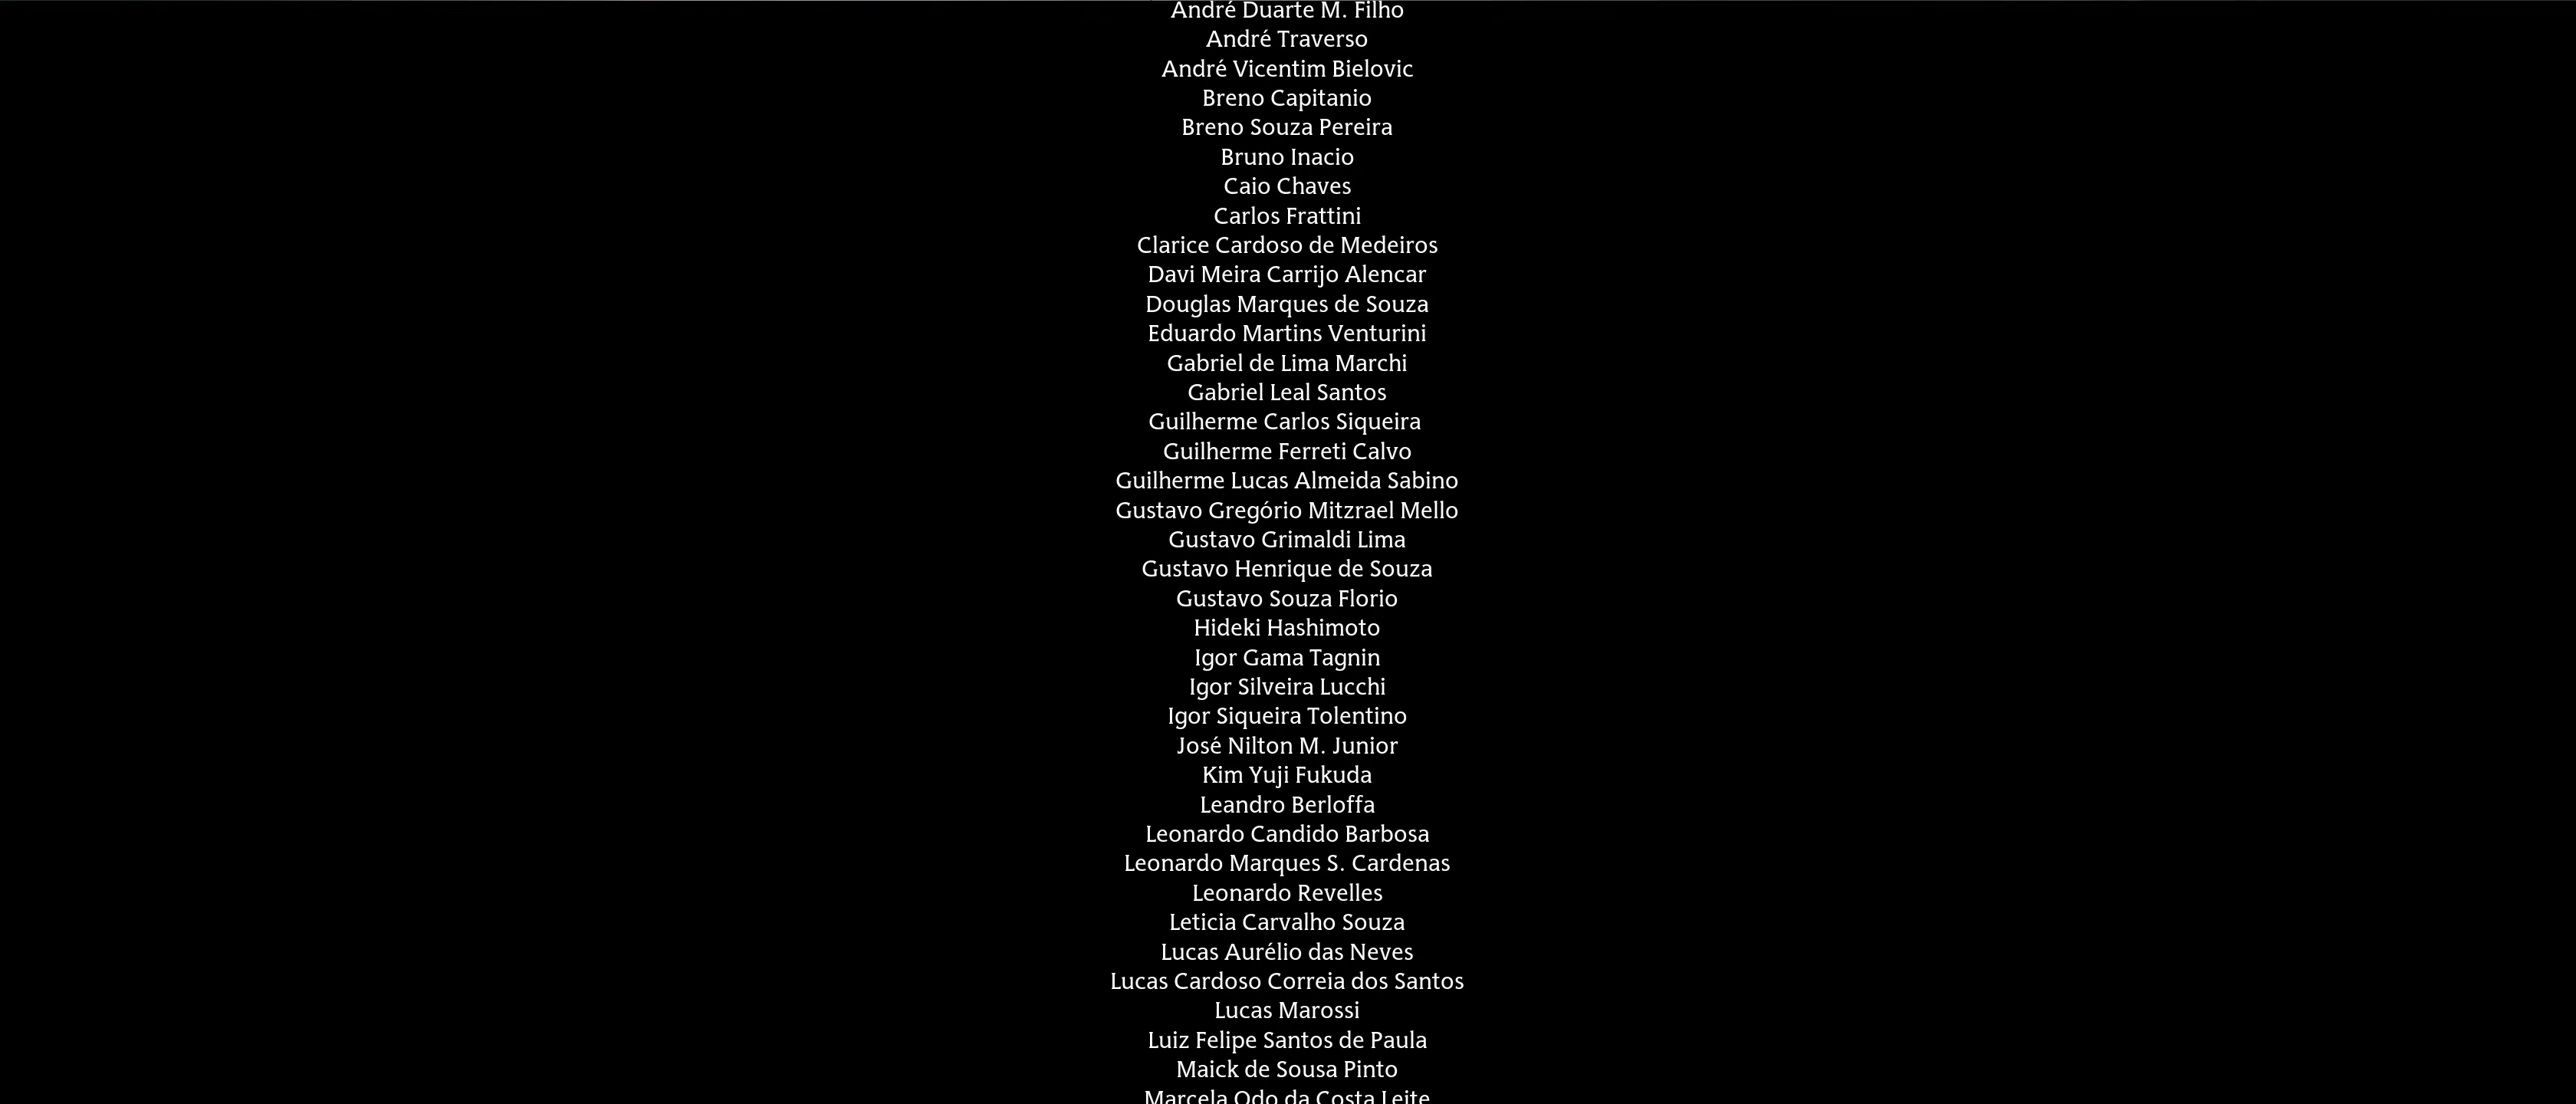 André Duarte M. Filho
André Traverso
André Vicentim Bielovic
Breno Capitanio
Breno Souza Pereira
Bruno Inacio
Caio Chaves
Carlos Frattini
Clarice Cardoso de Medeiros
Davi Meira Carrijo Alencar
Douglas Marques de Souza
Eduardo Martins Venturini
Gabriel de Lima Marchi
Gabriel Leal Santos
Guilherme Carlos Siqueira
Guilherme Ferreti Calvo
Guilherme Lucas Almeida Sabino
Gustavo Gregório Mitzrael Mello
Gustavo Grimaldi Lima
Gustavo Henrique de Souza
Gustavo Souza Florio
Hideki Hashimoto
Igor Gama Tagnin
Igor Silveira Lucchi
Igor Siqueira Tolentino
José Nilton M. Junior
Kim Yuji Fukuda
Leandro Berloffa
Leonardo Candido Barbosa
Leonardo Marques S. Cardenas
Leonardo Revelles
Leticia Carvalho Souza
Lucas Aurélio das Neves
Lucas Cardoso Correia dos Santos
Lucas Marossi
Luiz Felipe Santos de Paula
Maick de Sousa Pinto
Marcela Odo da Costa Leite